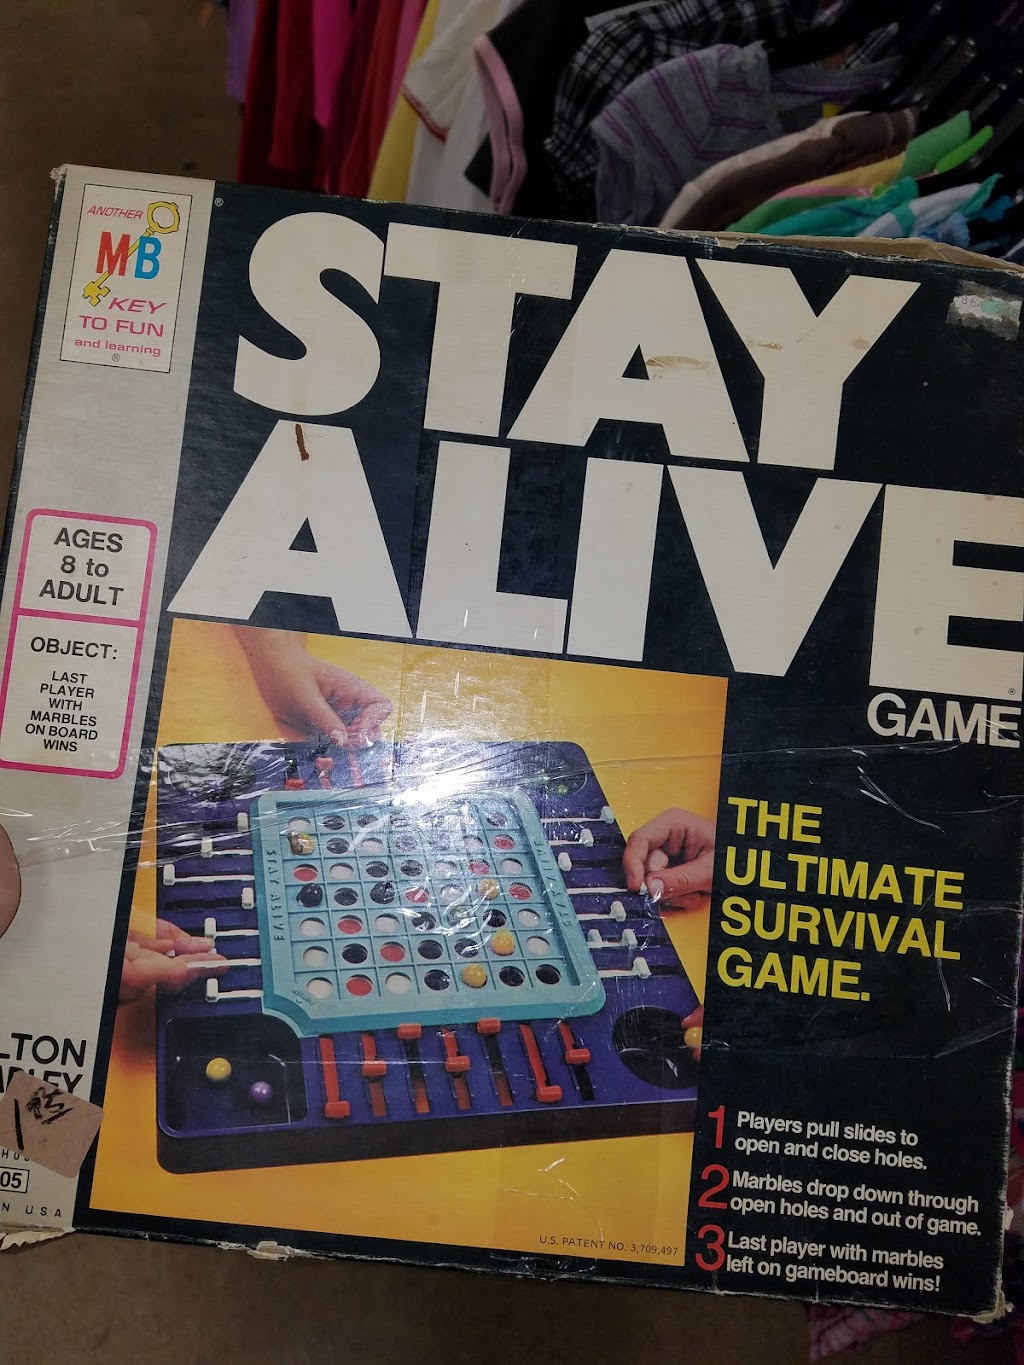 ANOTHER
MB
KEY
TO FUN
and learning
®
®
STAY
ALIVE
®
GAME
AGES
8 to
ADULT
OBJECT:
LAST
PLAYER
WITH
MARBLES
ON BOARD
WINS
THE
ULTIMATE
SURVIVAL
GAME.
STAY ALIVE
LTON
1 Players pull slides to
open and close holes.
2 Marbles drop down through
open holes and out of game.
3 Last player with marbles
left on gameboard wins!
U.S. PATENT NO. 3,709,497
195
05
N USA